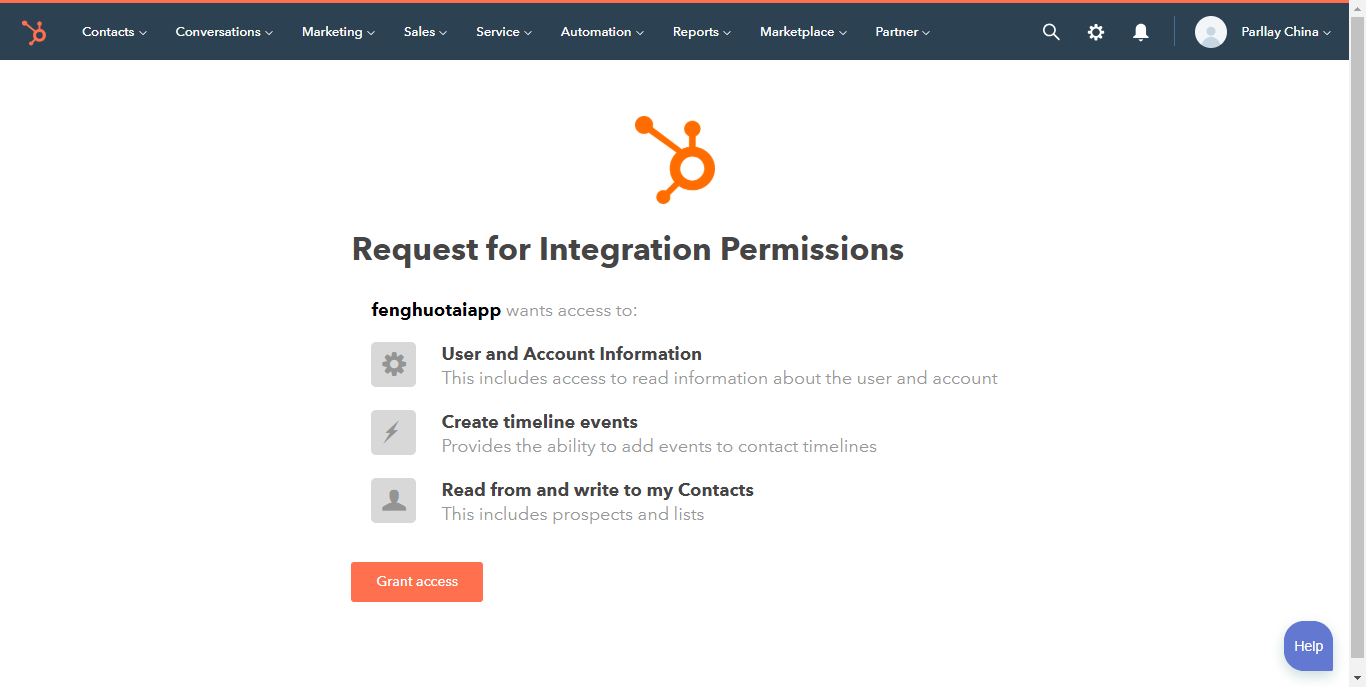 Contacts Conversations Marketing Sales Service Automation Reports Marketplace Partner Parllay China
Request for Integration Permissions
fenghuotaiapp wants access to:
User and Account Information
This includes access to read information about the user and account
Create timeline events
Provides the ability to add events to contact timelines
Read from and write to my Contacts
This includes prospects and lists
Grant access
Help